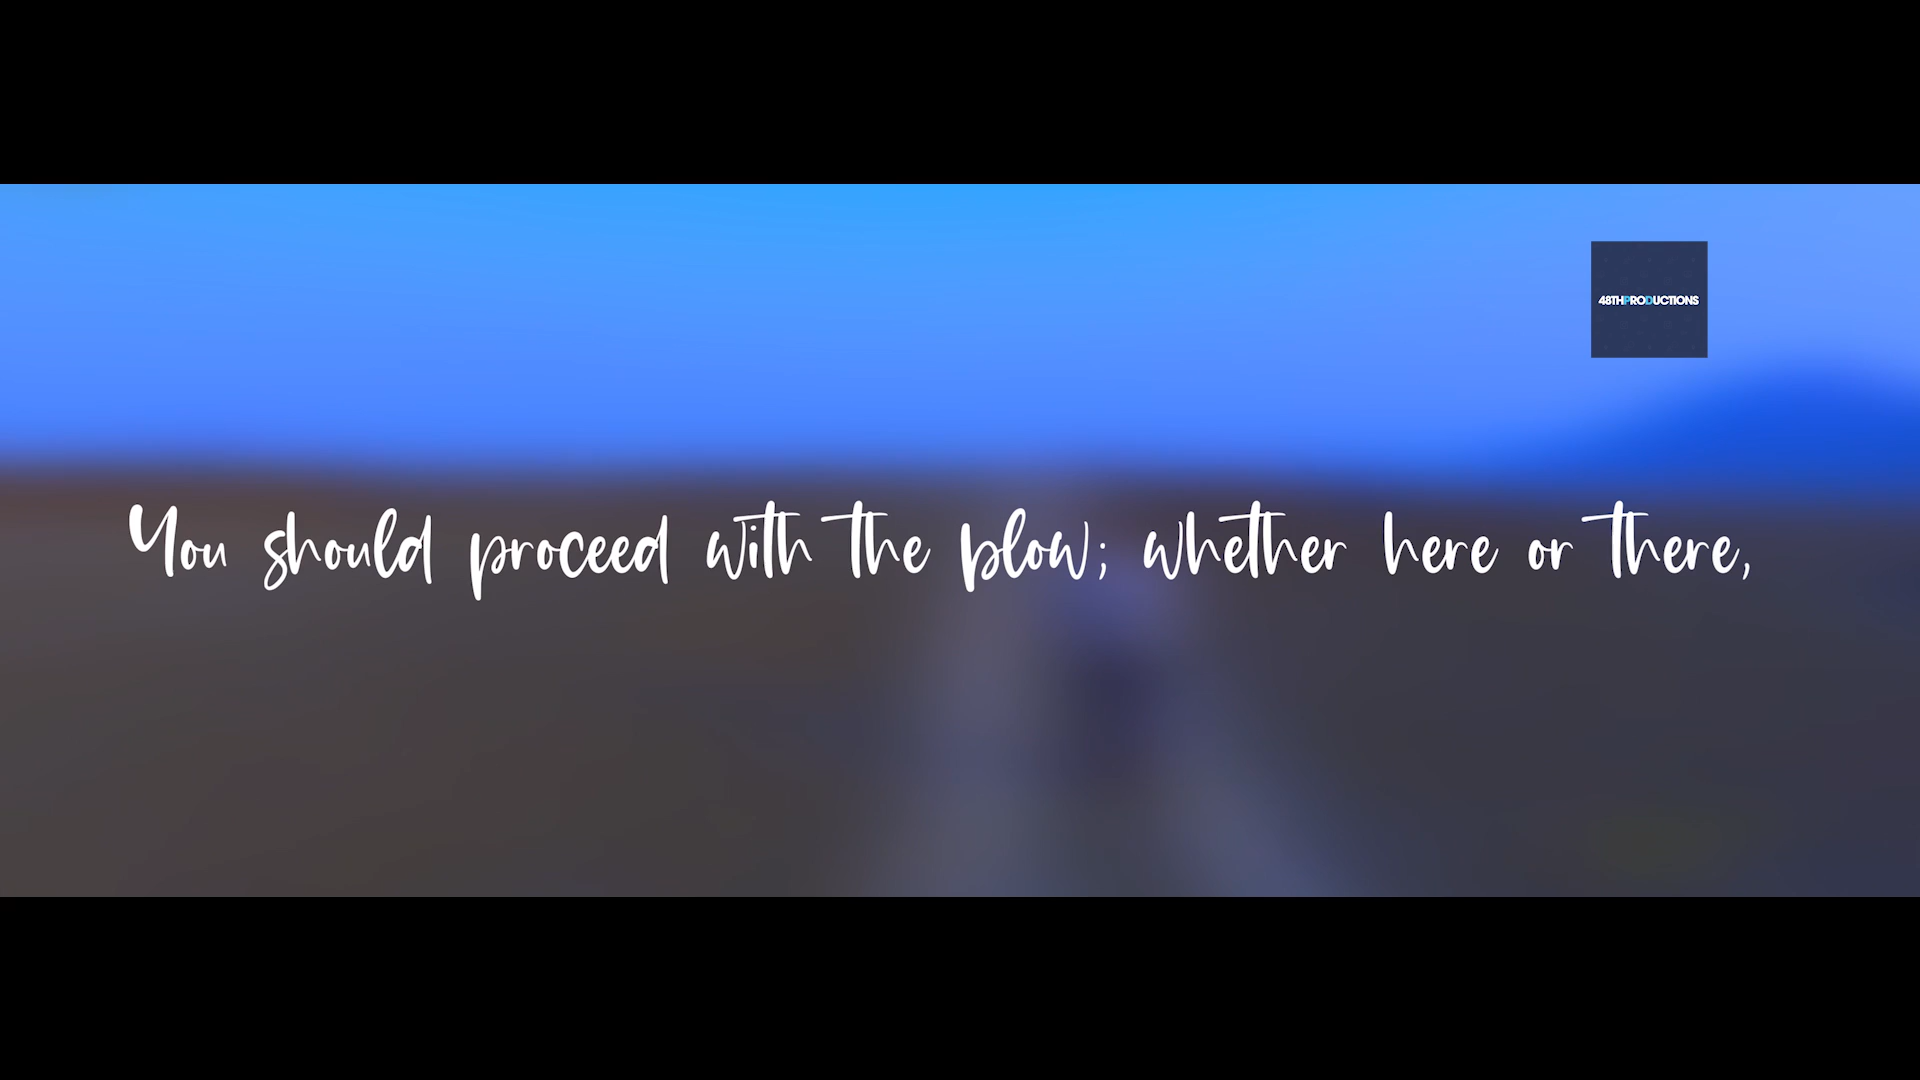 48THPRODUCTIONS
You should proceed with the blow; whether here or there,